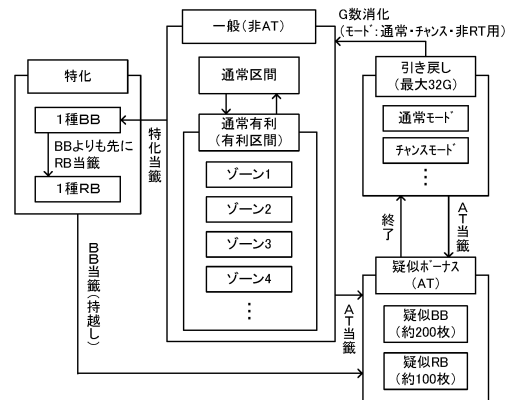 G数消化
(ﾓｰﾄﾞ:通常・チャンス・非RT用)
一般(非AT)
特化
1種BB
BBよりも先に
RB当籤
1種RB
特化当籤
通常区間
通常有利
(有利区間)
ゾーン1
ゾーン2
ゾーン3
ゾーン4
⋮
引き戻し
(最大32G)
通常ﾓｰﾄﾞ
ﾁｬﾝｽﾓｰﾄﾞ
⋮
終了
AT当籤
BB当籤(持越し)
AT当籤
疑似ﾎﾞｰﾅｽ
(AT)
疑似BB
(約200枚)
疑似RB
(約100枚)